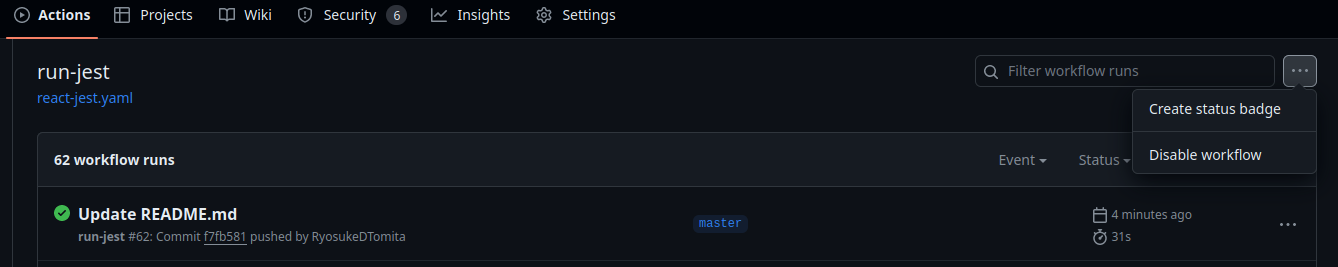 Actions Projects Wiki Security 6 Insights Settings
run-jest
Filter workflow runs
react-jest.yaml
Create status badge
Disable workflow
62 workflow runs
Event
Status
Update README.md
run-jest #62: Commit f7fb581 pushed by RyosukeDTomita
master
4 minutes ago
31s